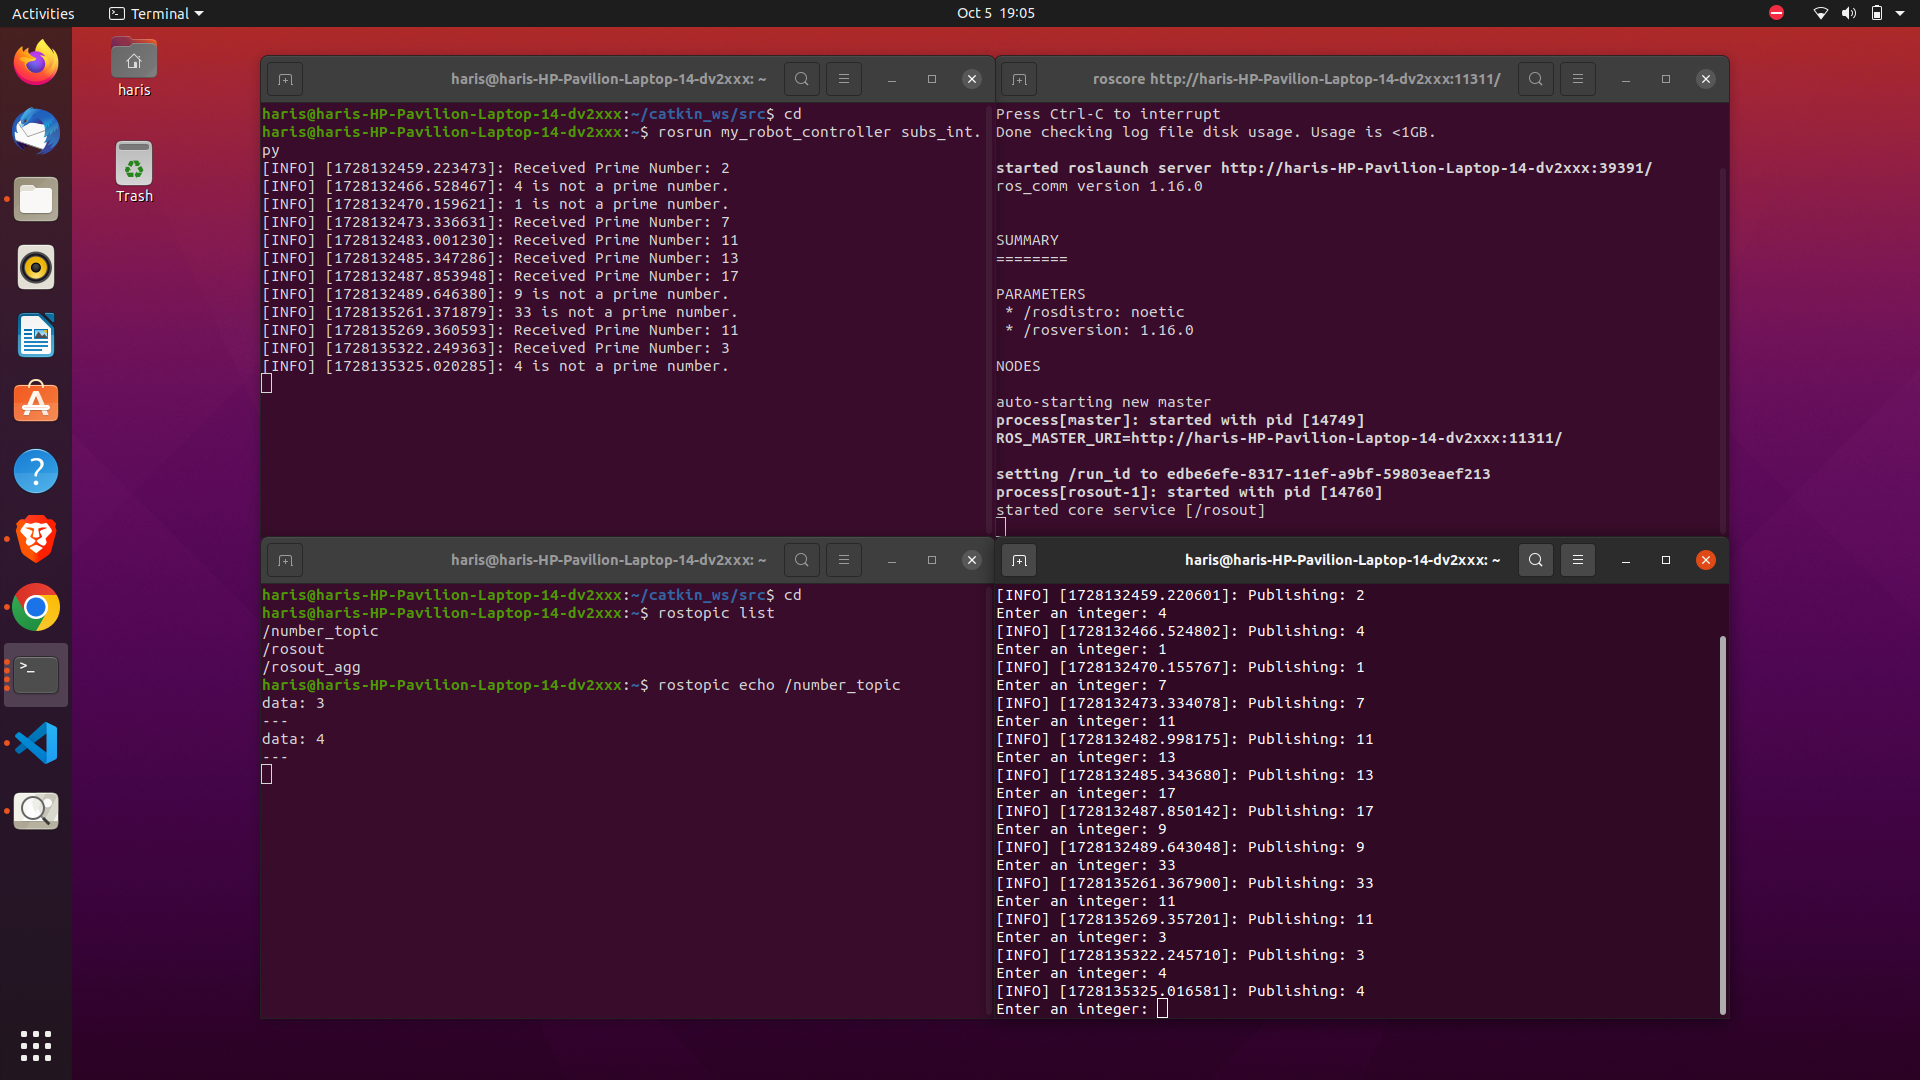 Activities
Terminal
Oct 5 19:05
haris
Trash
haris@haris-HP-Pavilion-Laptop-14-dv2xxx: ~
haris@haris-HP-Pavilion-Laptop-14-dv2xxx:~/catkin_ws/src$ cd
haris@haris-HP-Pavilion-Laptop-14-dv2xxx:~$ rosrun my_robot_controller subs_int.
py
[INFO] [1728132459.223473]: Received Prime Number: 2
[INFO] [1728132466.528467]: 4 is not a prime number.
[INFO] [1728132470.159621]: 1 is not a prime number.
[INFO] [1728132473.336631]: Received Prime Number: 7
[INFO] [1728132483.001230]: Received Prime Number: 11
[INFO] [1728132485.347286]: Received Prime Number: 13
[INFO] [1728132487.853948]: Received Prime Number: 17
[INFO] [1728132489.646380]: 9 is not a prime number.
[INFO] [1728135261.371879]: 33 is not a prime number.
[INFO] [1728135269.360593]: Received Prime Number: 11
[INFO] [1728135322.249363]: Received Prime Number: 3
[INFO] [1728135325.020285]: 4 is not a prime number.
roscore http://haris-HP-Pavilion-Laptop-14-dv2xxx:11311/
Press Ctrl-C to interrupt
Done checking log file disk usage. Usage is <1GB.
started roslaunch server http://haris-HP-Pavilion-Laptop-14-dv2xxx:39391/
ros_comm version 1.16.0
SUMMARY
========
PARAMETERS
* /rosdistro: noetic
* /rosversion: 1.16.0
NODES
auto-starting new master
process[master]: started with pid [14749]
ROS_MASTER_URI=http://haris-HP-Pavilion-Laptop-14-dv2xxx:11311/
setting /run_id to edbe6efe-8317-11ef-a9bf-59803eaef213
process[rosout-1]: started with pid [14760]
started core service [/rosout]
haris@haris-HP-Pavilion-Laptop-14-dv2xxx: ~
haris@haris-HP-Pavilion-Laptop-14-dv2xxx:~/catkin_ws/src$ cd
haris@haris-HP-Pavilion-Laptop-14-dv2xxx:~$ rostopic list
/number_topic
/rosout
/rosout_agg
haris@haris-HP-Pavilion-Laptop-14-dv2xxx:~$ rostopic echo /number_topic
data: 3
---
data: 4
---
haris@haris-HP-Pavilion-Laptop-14-dv2xxx: ~
[INFO] [1728132459.220601]: Publishing: 2
Enter an integer: 4
[INFO] [1728132466.524802]: Publishing: 4
Enter an integer: 1
[INFO] [1728132470.155767]: Publishing: 1
Enter an integer: 7
[INFO] [1728132473.334078]: Publishing: 7
Enter an integer: 11
[INFO] [1728132482.998175]: Publishing: 11
Enter an integer: 13
[INFO] [1728132485.343680]: Publishing: 13
Enter an integer: 17
[INFO] [1728132487.850142]: Publishing: 17
Enter an integer: 9
[INFO] [1728132489.643048]: Publishing: 9
Enter an integer: 33
[INFO] [1728135261.367900]: Publishing: 33
Enter an integer: 11
[INFO] [1728135269.357201]: Publishing: 11
Enter an integer: 3
[INFO] [1728135322.245710]: Publishing: 3
Enter an integer: 4
[INFO] [1728135325.016581]: Publishing: 4
Enter an integer: